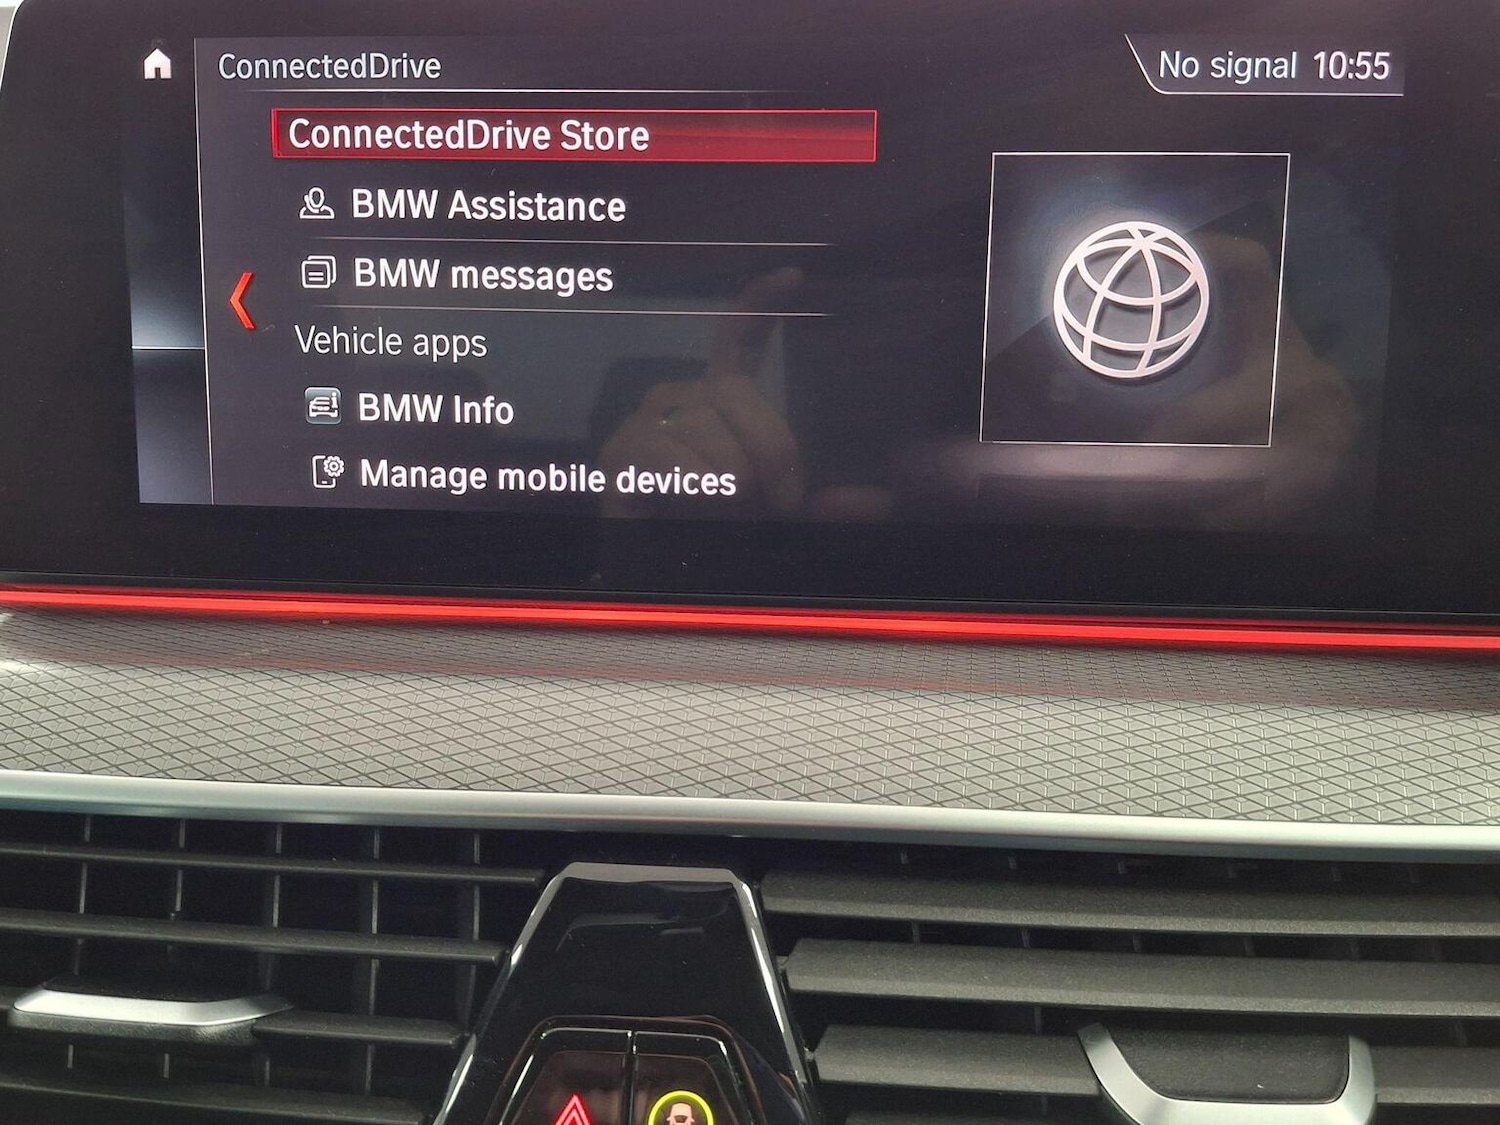 ConnectedDrive
No signal 10:55
ConnectedDrive Store
BMW Assistance
BMW messages
Vehicle apps
BMW Info
Manage mobile devices